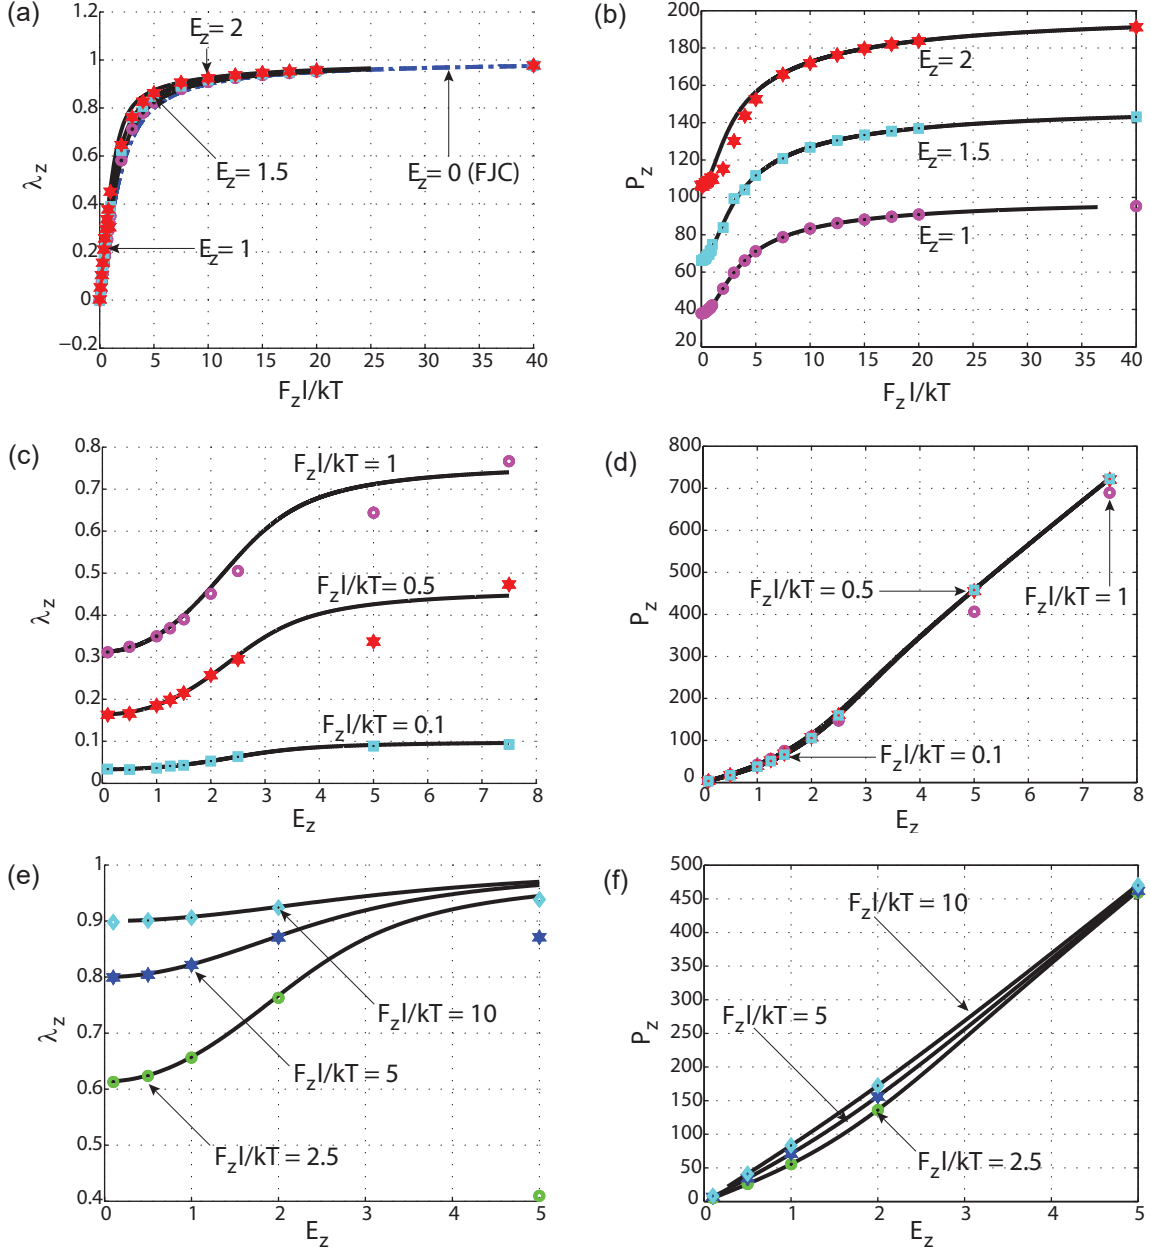 (a)
1.2
1
0.8
0.6
0.4
0.2
0
−0.2
λz
Ez= 2
Ez= 1.5
Ez= 0 (FJC)
Ez= 1
0 5 10 15 20 25 30 35 40
Fzl/kT
(b)
200
180
160
140
120
100
80
60
40
20
Pz
Ez= 2
Ez= 1.5
Ez= 1
0 5 10 15 20 25 30 35 40
Fzl/kT
(c)
0.8
0.7
0.6
0.5
0.4
0.3
0.2
0.1
0
λz
Fzl/kT = 1
Fzl/kT = 0.5
Fzl/kT = 0.1
0 1 2 3 4 5 6 7 8
Ez
(d)
800
700
600
500
400
300
200
100
0
Pz
Fzl/kT = 0.5
Fzl/kT = 1
Fzl/kT = 0.1
0 1 2 3 4 5 6 7 8
Ez
(e)
1
0.9
0.8
0.7
0.6
0.5
0.4
λz
Fzl/kT = 10
Fzl/kT = 5
Fzl/kT = 2.5
0 1 2 3 4 5
Ez
(f)
500
450
400
350
300
250
200
150
100
50
0
Pz
Fzl/kT = 10
Fzl/kT = 5
Fzl/kT = 2.5
0 1 2 3 4 5
Ez